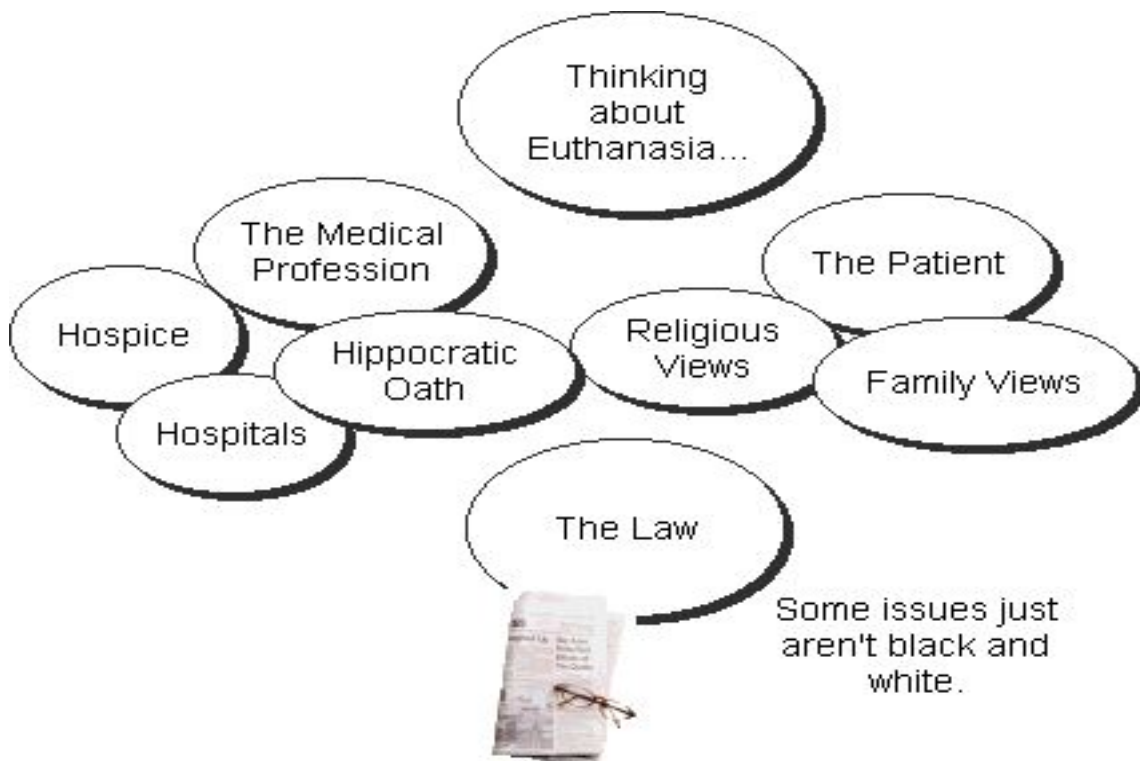 Thinking
about
Euthanasia...
The Medical
Profession
The Patient
Hospice
Hippocratic
Oath
Religious
Views
Family Views
Hospitals
The Law
Some issues just
aren't black and
white.